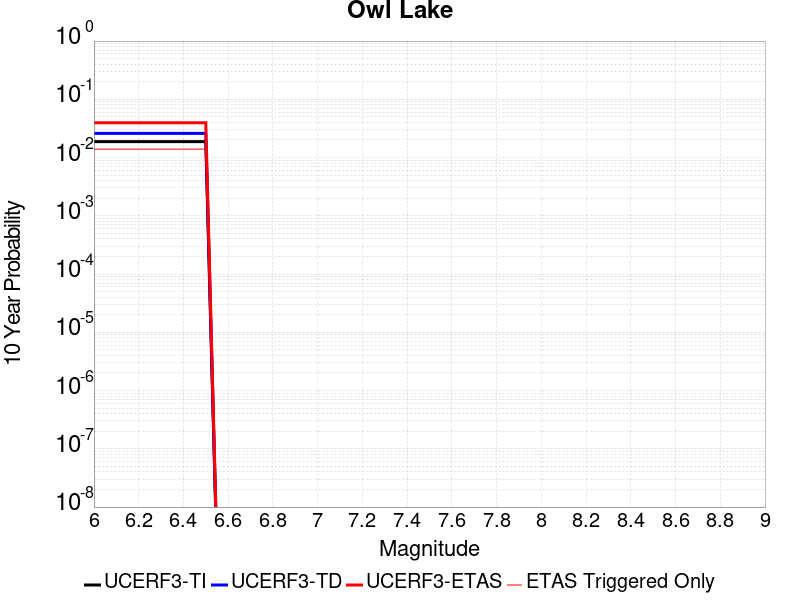 Owl Lake
10 Year Probability
10^0
10^-1
10^-2
10^-3
10^-4
10^-5
10^-6
10^-7
10^-8
6 6.2 6.4 6.6 6.8 7 7.2 7.4 7.6 7.8 8 8.2 8.4 8.6 8.8 9
Magnitude
UCERF3-TI UCERF3-TD UCERF3-ETAS ETAS Triggered Only